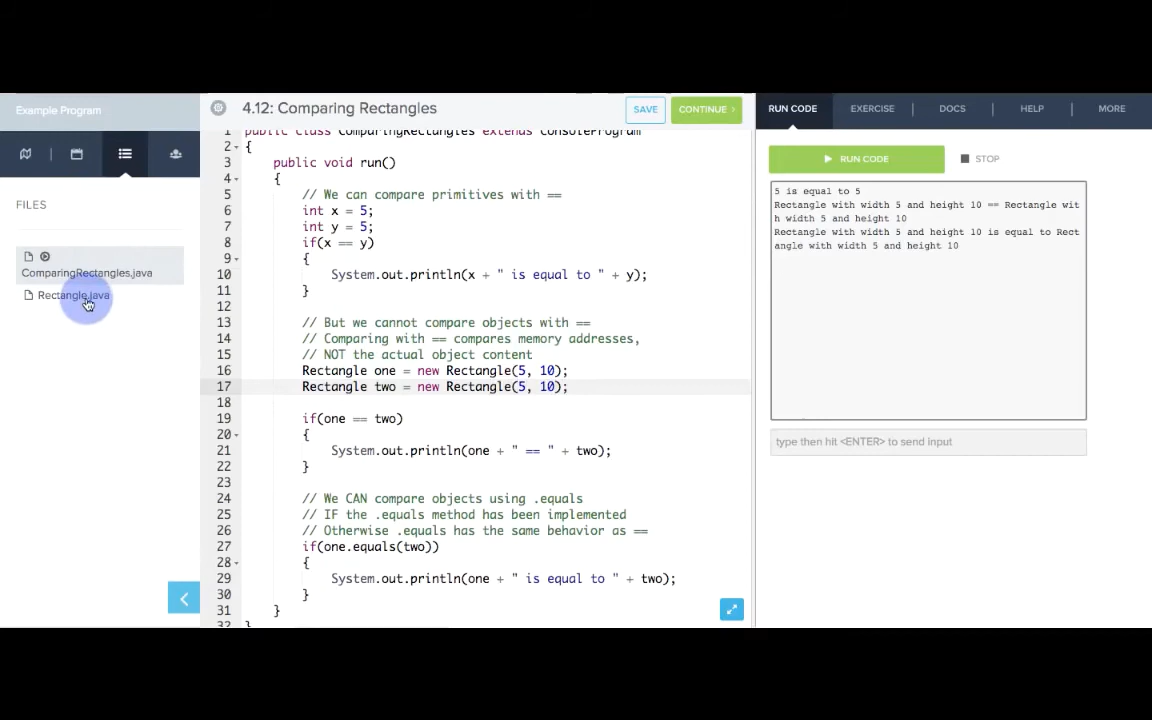 Example Program
4.12: Comparing Rectangles
SAVE
CONTINUE ›
RUN CODE
EXERCISE
DOCS
HELP
MORE
FILES
ComparingRectangles.java
Rectangle.java
1 public class ComparingRectangles extends ConsoleProgram
2 {
3 public void run()
4 {
5 // We can compare primitives with ==
6 int x = 5;
7 int y = 5;
8 if(x == y)
9 {
10 System.out.println(x + " is equal to " + y);
11 }
12
13 // But we cannot compare objects with ==
14 // Comparing with == compares memory addresses,
15 // NOT the actual object content
16 Rectangle one = new Rectangle(5, 10);
17 Rectangle two = new Rectangle(5, 10);
18
19 if(one == two)
20 {
21 System.out.println(one + " == " + two);
22 }
23
24 // We CAN compare objects using .equals
25 // IF the .equals method has been implemented
26 // Otherwise .equals has the same behavior as ==
27 if(one.equals(two))
28 {
29 System.out.println(one + " is equal to " + two);
30 }
31 }
32 }
RUN CODE
STOP
5 is equal to 5
Rectangle with width 5 and height 10 == Rectangle wit
h width 5 and height 10
Rectangle with width 5 and height 10 is equal to Rect
angle with width 5 and height 10
type then hit <ENTER> to send input